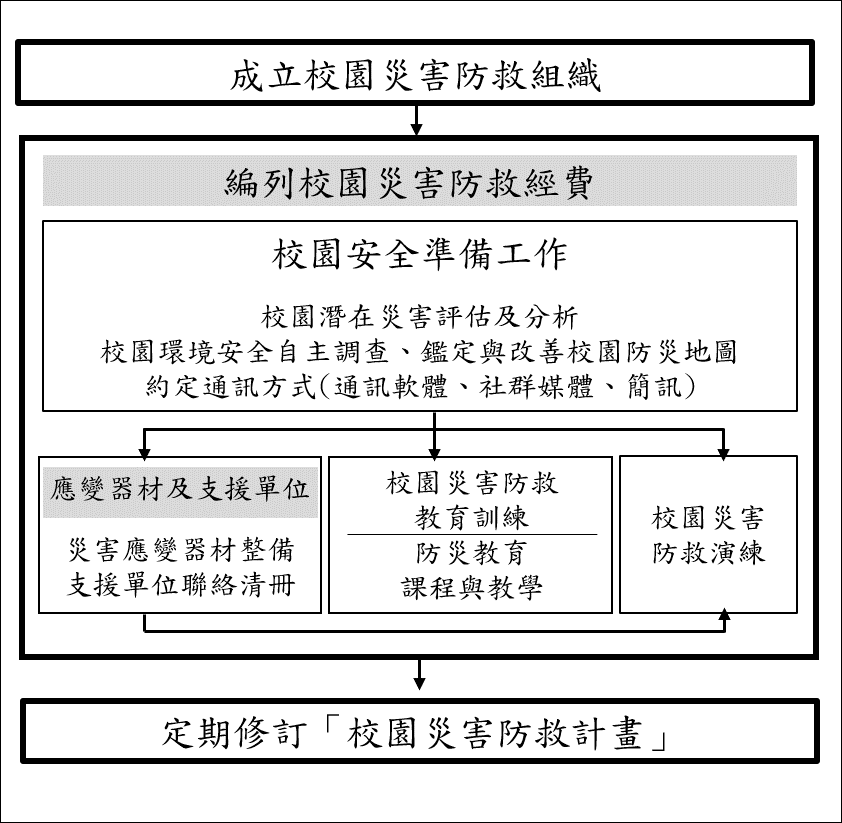 成立校園災害防救組織
編列校園災害防救經費
校園安全準備工作
校園潛在災害評估及分析
校園環境安全自主調查、鑑定與改善校園防災地圖
約定通訊方式(通訊軟體、社群媒體、簡訊)
應變器材及支援單位
災害應變器材整備
支援單位聯絡清冊
校園災害防救
教育訓練
防災教育
課程與教學
校園災害
防救演練
定期修訂「校園災害防救計畫」